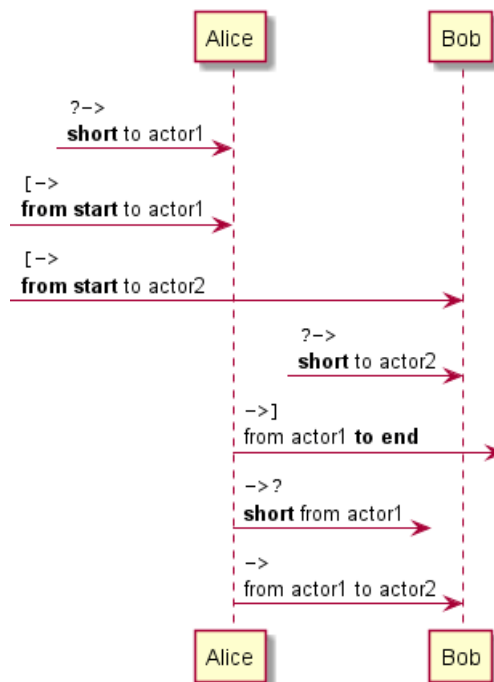 Alice Bob
?->
short to actor1
[->
from start to actor1
[->
from start to actor2
?->
short to actor2
->]
from actor1 to end
->?
short from actor1
->
from actor1 to actor2
Alice Bob